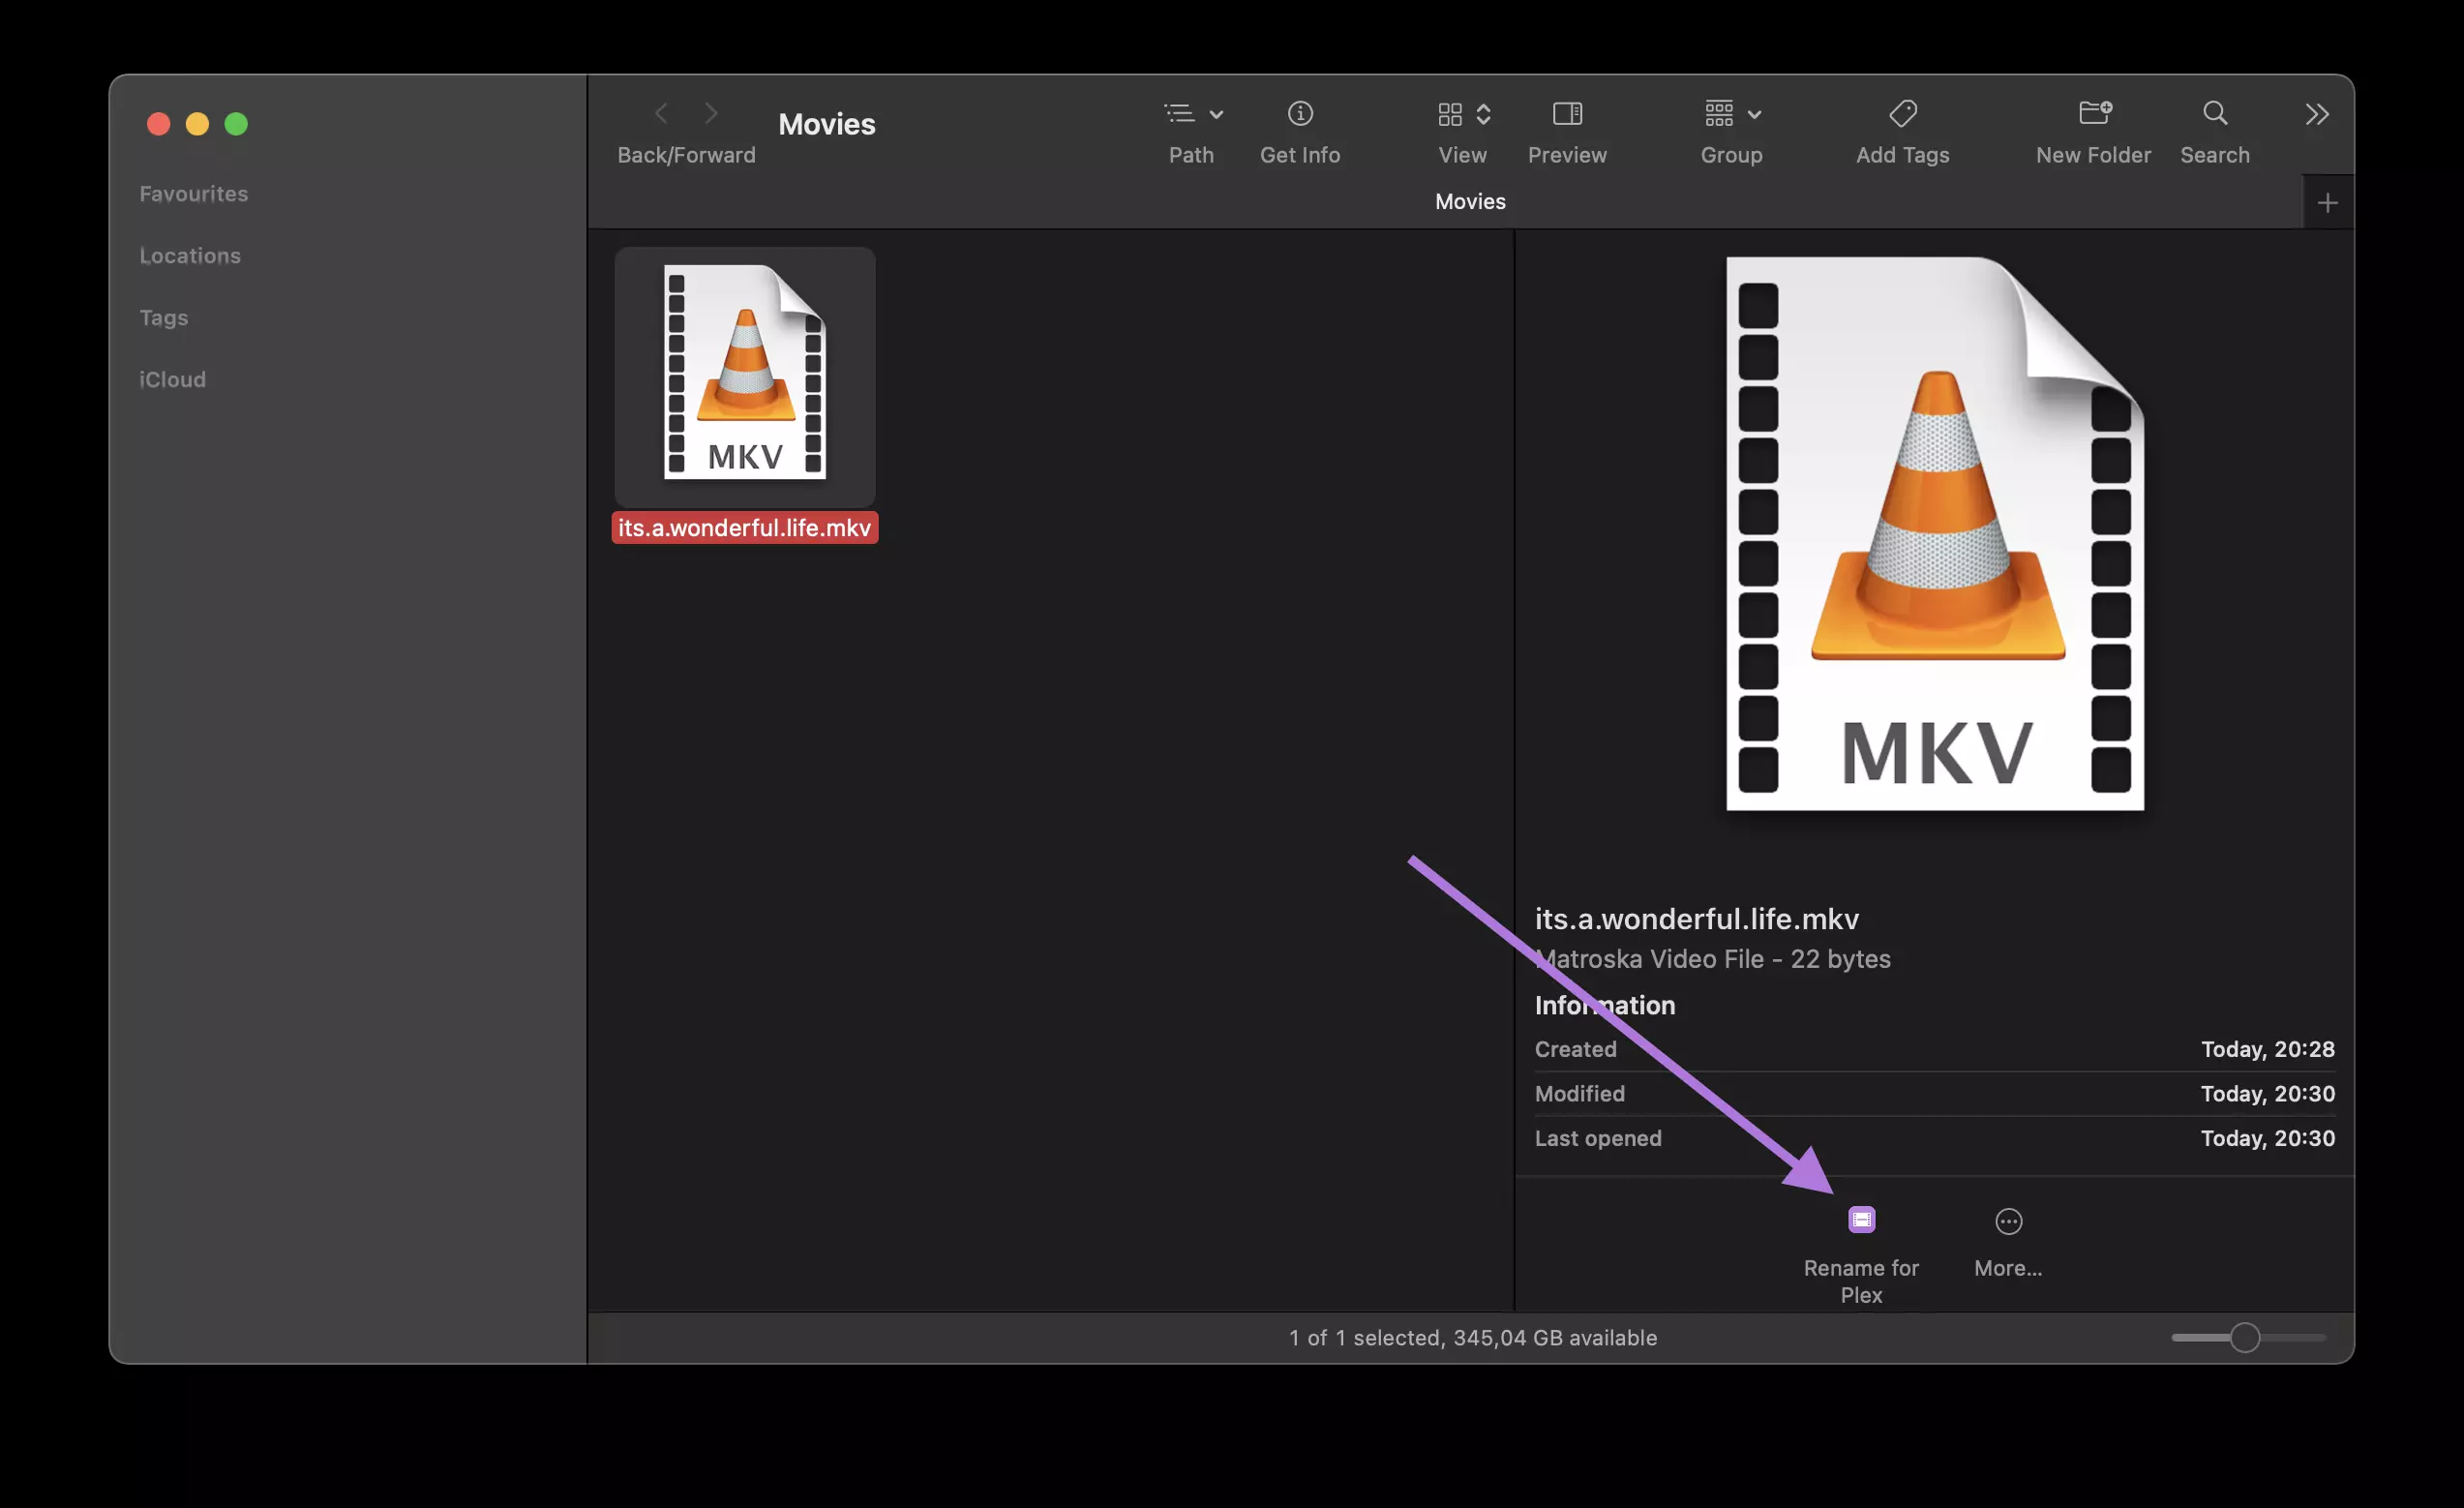 Favourites
Locations
Tags
iCloud
Back/Forward
Movies
Path
Get Info
View
Preview
Group
Add Tags
New Folder
Search
Movies
MKV
its.a.wonderful.life.mkv
MKV
its.a.wonderful.life.mkv
Matroska Video File - 22 bytes
Information
Created Today, 20:28
Modified Today, 20:30
Last opened Today, 20:30
Rename for
Plex
More...
1 of 1 selected, 345,04 GB available